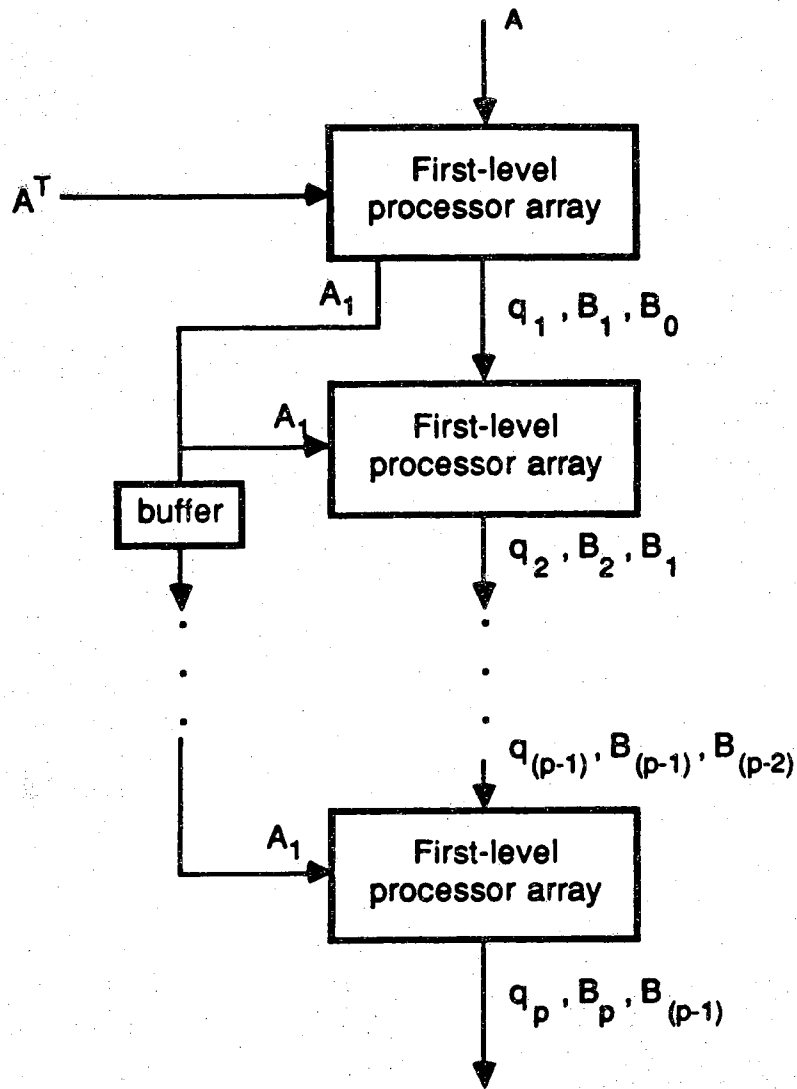 A
First-level
processor array
A^T
A_1
q_1 , B_1 , B_0
A_1
First-level
processor array
buffer
q_2 , B_2 , B_1
q_(p-1), B_(p-1), B_(p-2)
A_1
First-level
processor array
q_p , B_p , B_(p-1)